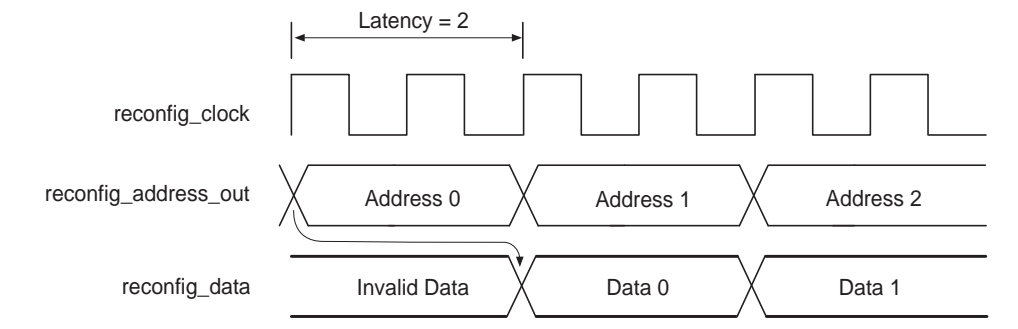 Latency = 2
reconfig_clock
reconfig_address_out
Address 0
Address 1
Address 2
reconfig_data
Invalid Data
Data 0
Data 1